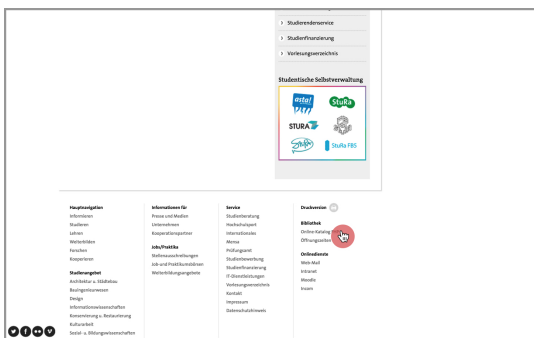 Studierendenservice
Studienfinanzierung
Vorlesungsverzeichnis
Studentische Selbstverwaltung
asta!
StuRa
STURA
StuRa
StuRa FB5
Hauptnavigation
Informieren
Studieren
Lehren
Weiterbilden
Forschen
Kooperieren
Studienangebot
Architektur u. Städtebau
Bauingenieurwesen
Design
Informationswissenschaften
Konservierung u. Restaurierung
Kulturarbeit
Sozial- u. Bildungswissenschaften
Informationen für
Presse und Medien
Unternehmen
Kooperationspartner
Jobs/Praktika
Stellenausschreibungen
Job-und Praktikumsbörsen
Weiterbildungsangebote
Service
Studienberatung
Hochschulsport
Internationales
Mensa
Prüfungsamt
Studienbewerbung
Studienfinanzierung
IT-Dienstleistungen
Vorlesungsverzeichnis
Kontakt
Impressum
Datenschutzhinweis
Druckversion
Bibliothek
Online Katalog
Öffnungszeiten
Onlinedienste
Web-Mail
Intranet
Moodle
Incom